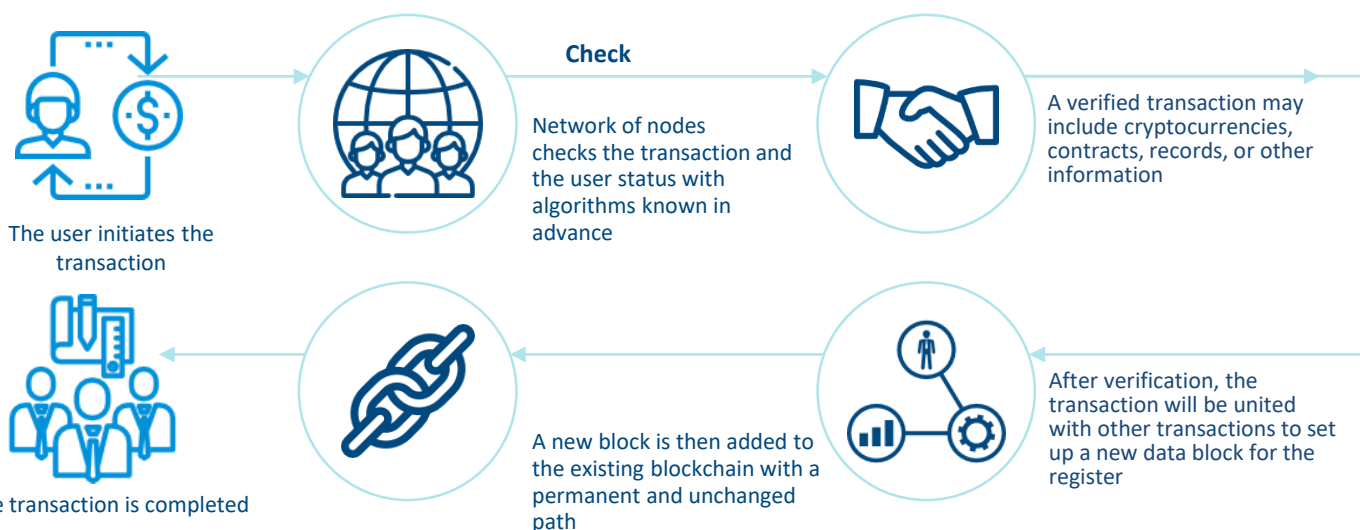 Check
The user initiates the
transaction
Network of nodes
checks the transaction and
the user status with
algorithms known in
advance
A verified transaction may
include cryptocurrencies,
contracts, records, or other
information
After verification, the
transaction will be united
with other transactions to set
up a new data block for the
register
A new block is then added to
the existing blockchain with a
permanent and unchanged
path
transaction is completed